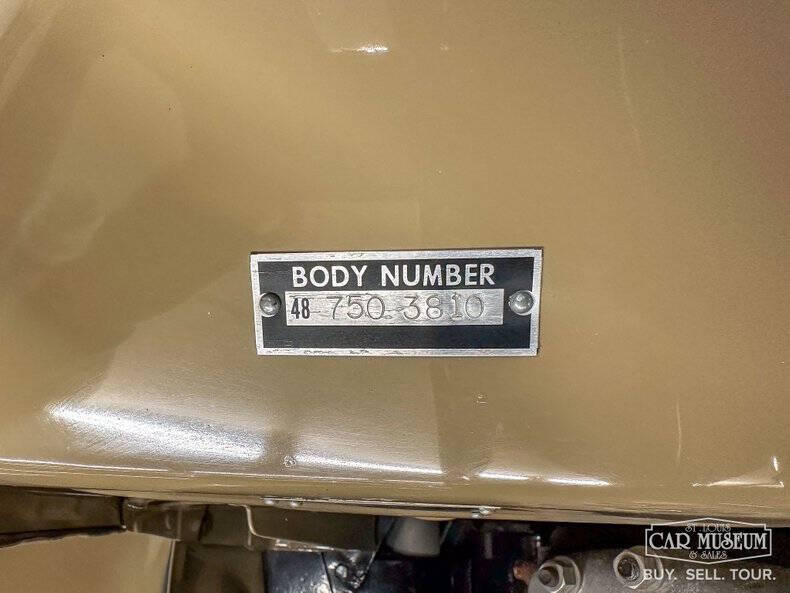 BODY NUMBER
48 750 3810
ST. LOUIS
CAR MUSEUM
& SALES
BUY. SELL. TOUR.